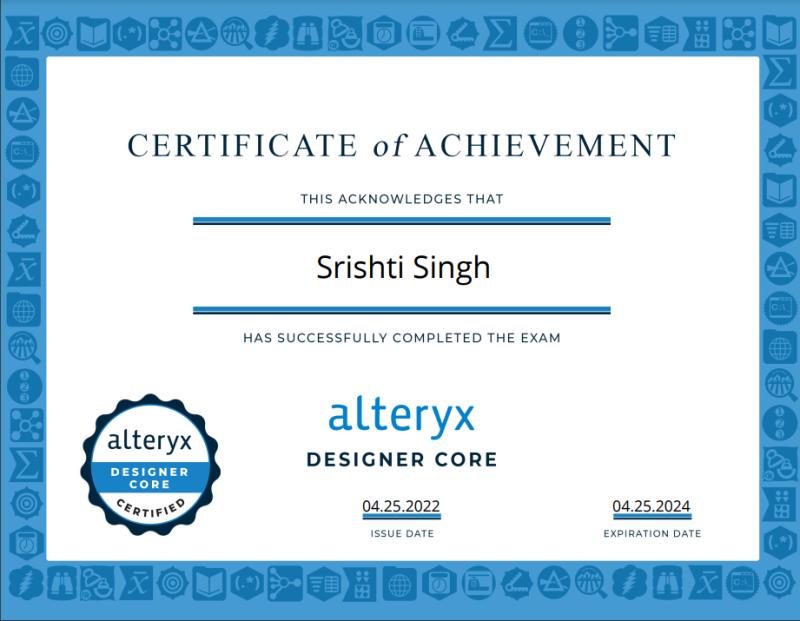 CERTIFICATE of ACHIEVEMENT
THIS ACKNOWLEDGES THAT
Srishti Singh
HAS SUCCESSFULLY COMPLETED THE EXAM
alteryx
DESIGNER CORE
alteryx
DESIGNER
CORE
CERTIFIED
04.25.2022
ISSUE DATE
04.25.2024
EXPIRATION DATE